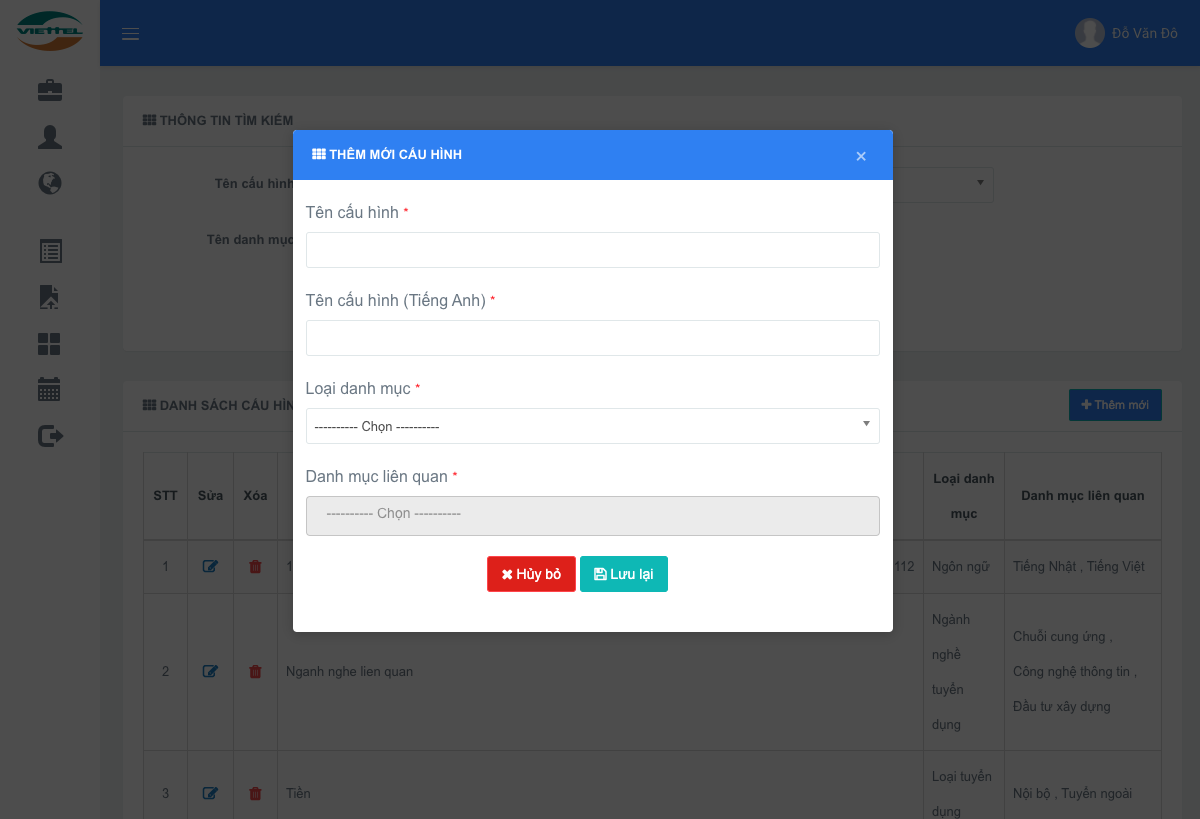 VIETTEL
Đỗ Văn Đô
THÔNG TIN TÌM KIẾM
THÊM MỚI CẤU HÌNH
×
Tên cấu hình
Tên danh mục
Tên cấu hình *
Tên cấu hình (Tiếng Anh) *
Loại danh mục *
---------- Chọn ----------
Danh mục liên quan *
---------- Chọn ----------
Hủy bỏ Lưu lại
DANH SÁCH CẤU HÌN
Thêm mới
STT Sửa Xóa Loại danh mục Danh mục liên quan
1 1 112 Ngôn ngữ Tiếng Nhật , Tiếng Việt
2 Nganh nghe lien quan Ngành nghề tuyển dụng Chuỗi cung ứng , Công nghệ thông tin , Đầu tư xây dựng
3 Tiền Loại tuyển dụng Nội bộ , Tuyển ngoài